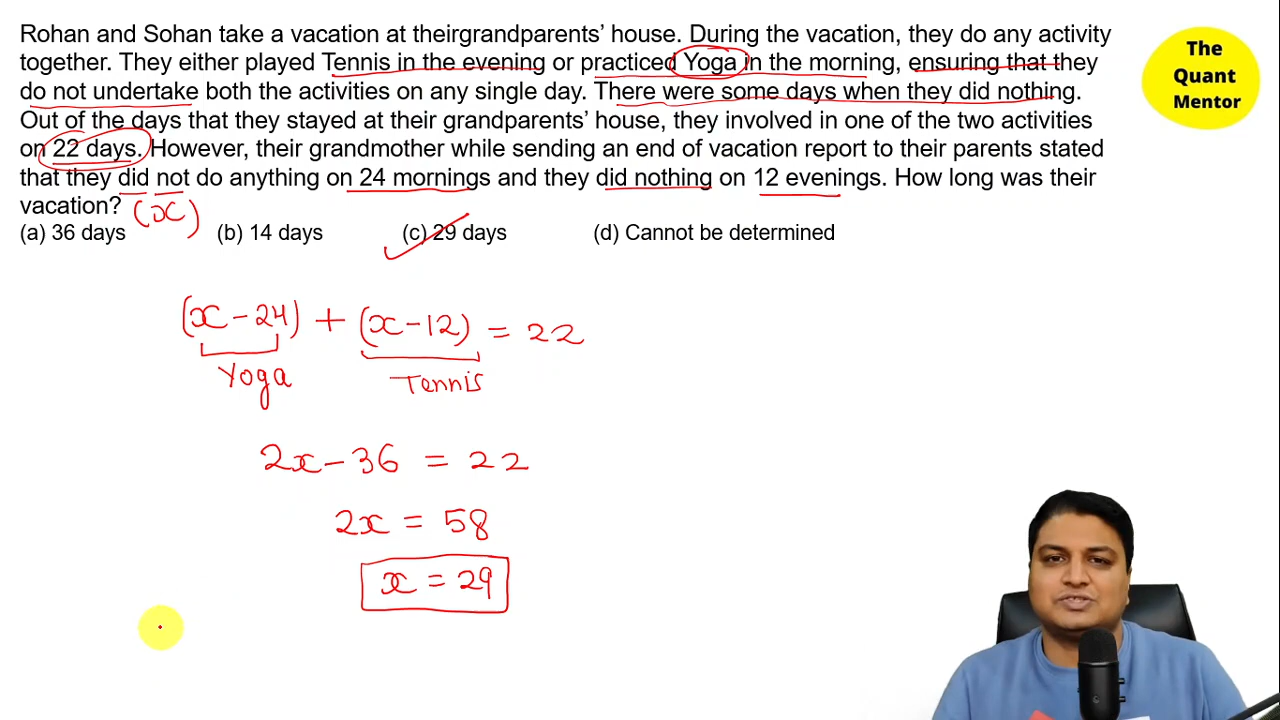 Rohan and Sohan take a vacation at theirgrandparents’ house. During the vacation, they do any activity
together. They either played Tennis in the evening or practiced Yoga in the morning, ensuring that they
do not undertake both the activities on any single day. There were some days when they did nothing.
Out of the days that they stayed at their grandparents’ house, they involved in one of the two activities
on 22 days. However, their grandmother while sending an end of vacation report to their parents stated
that they did not do anything on 24 mornings and they did nothing on 12 evenings. How long was their
vacation? (x)
(a) 36 days (b) 14 days (c) 29 days (d) Cannot be determined
The
Quant
Mentor
(x - 24) + (x - 12) = 22
Yoga Tennis
2x - 36 = 22
2x = 58
x = 29